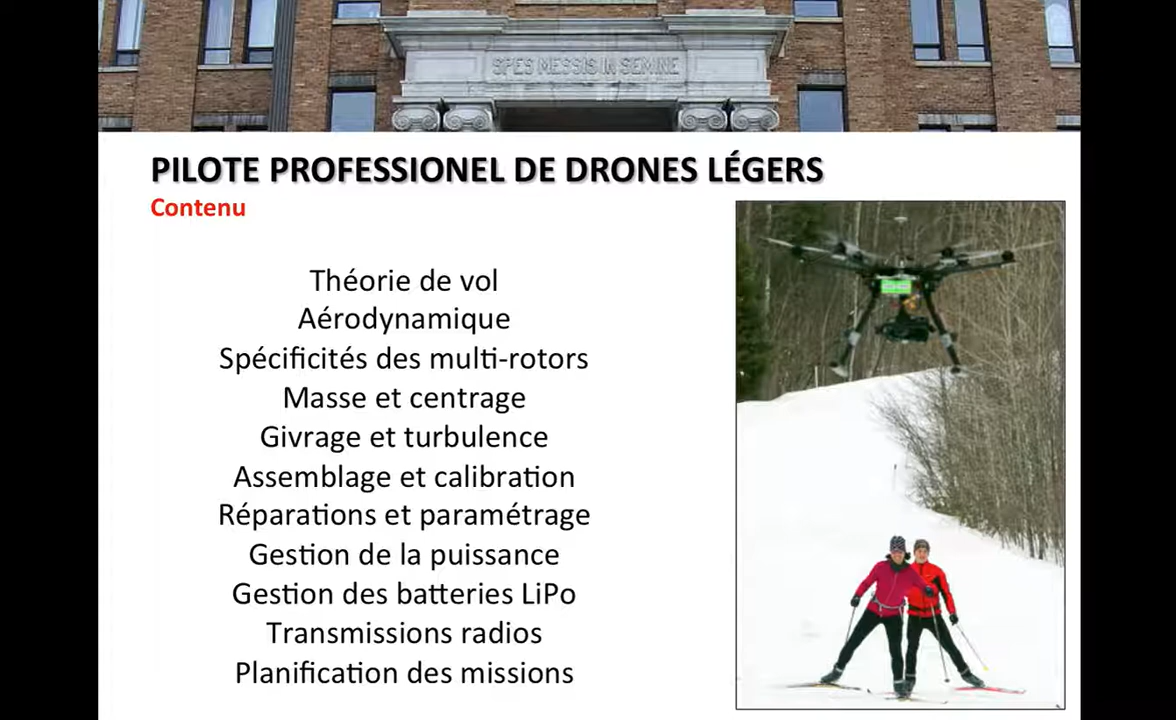 SPES MESSIS IN SEMINE
PILOTE PROFESSIONEL DE DRONES LÉGERS
Contenu
Théorie de vol
Aérodynamique
Spécificités des multi-rotors
Masse et centrage
Givrage et turbulence
Assemblage et calibration
Réparations et paramétrage
Gestion de la puissance
Gestion des batteries LiPo
Transmissions radios
Planification des missions